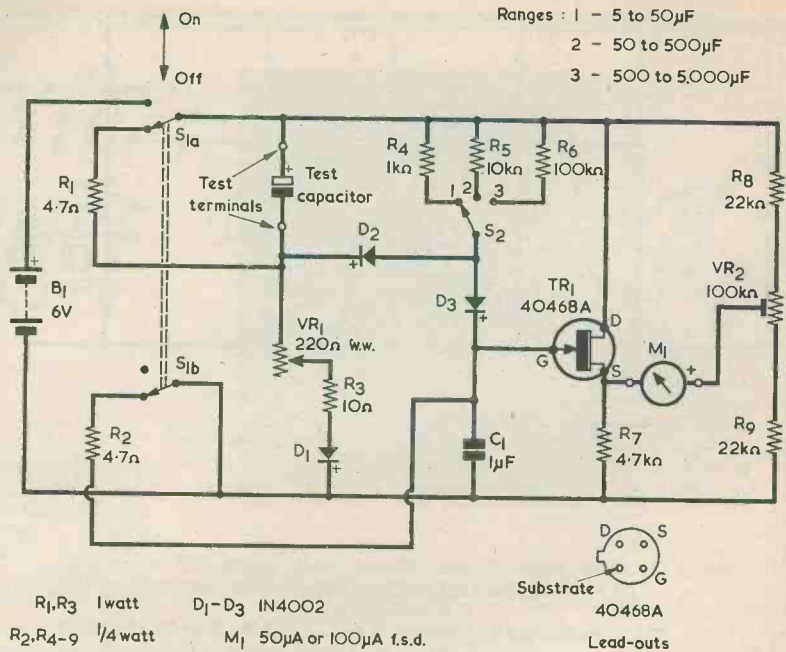 Ranges : 1 - 5 to 50µF
2 - 50 to 500µF
3 - 500 to 5,000µF
On
Off
S1a
R1
4·7Ω
Test
terminals
Test
capacitor
+
R4
1kΩ
R5
10kΩ
R6
100kΩ
1 2 3
S2
R8
22kΩ
D2
+
D3
+
TR1
40468A
D
G
S
VR2
100kΩ
M1
+
B1
6V
+
VR1
220Ω w.w.
S1b
R3
10Ω
R2
4·7Ω
D1
+
C1
1µF
R7
4·7kΩ
R9
22kΩ
D S
G
Substrate
40468A
Lead-outs
R1,R3 1 watt
D1-D3 1N4002
R2,R4-9 1/4 watt
M1 50µA or 100µA f.s.d.